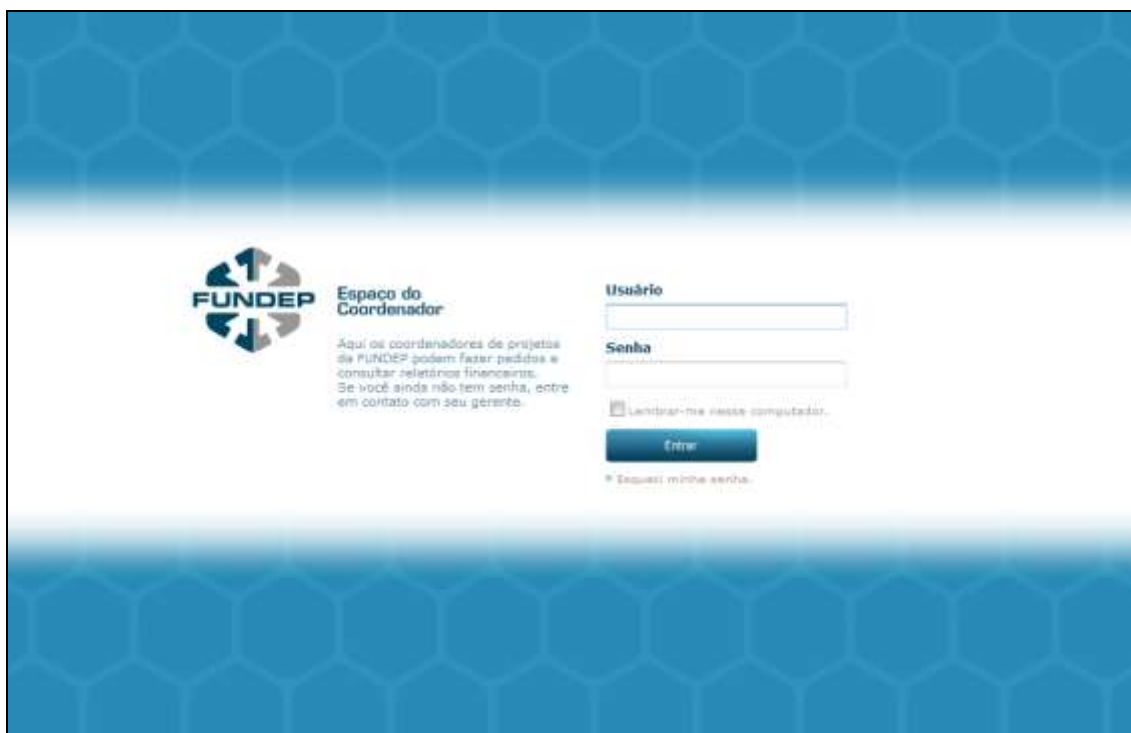 FUNDEP
Espaço do
Coordenador
Aqui os coordenadores de projetos
da FUNDEP podem fazer pedidos e
consultar relatórios financeiros.
Se você ainda não tem senha, entre
em contato com seu gerente.
Usuário
Senha
Lembrar-me nesse computador.
Entrar
Esqueci minha senha.